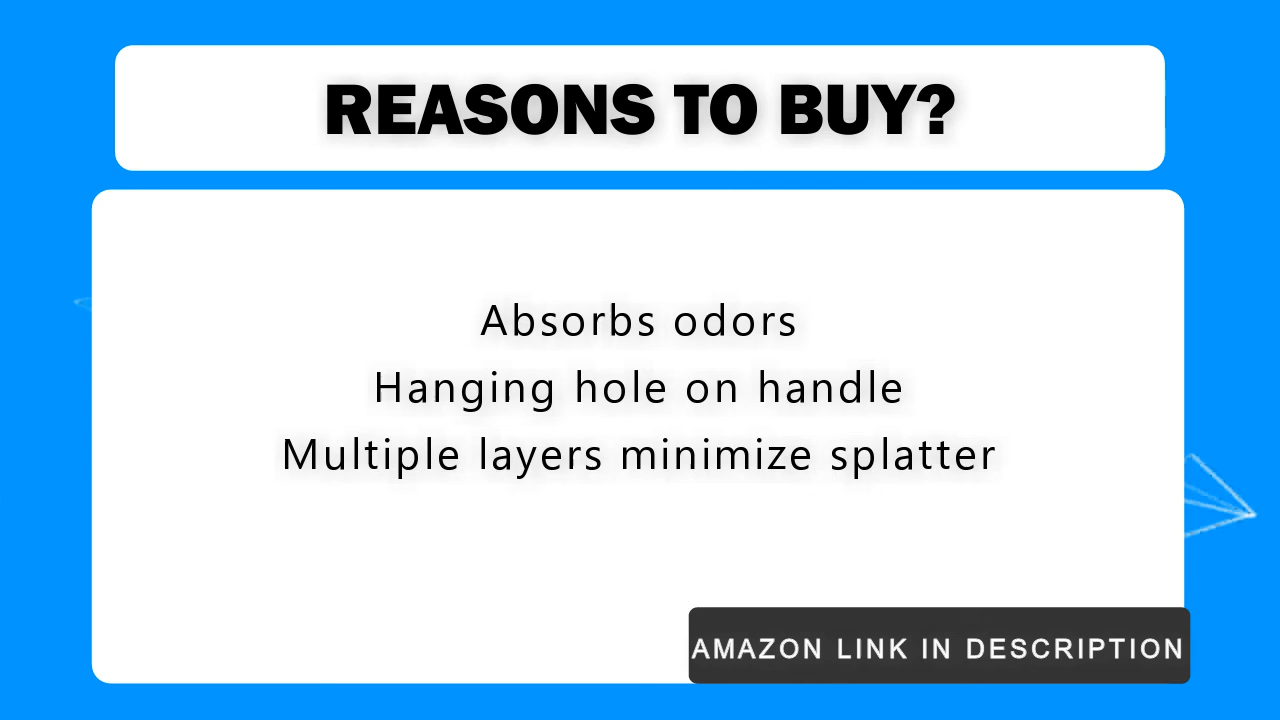 REASONS TO BUY?
Absorbs odors
Hanging hole on handle
Multiple layers minimize splatter
AMAZON LINK IN DESCRIPTION